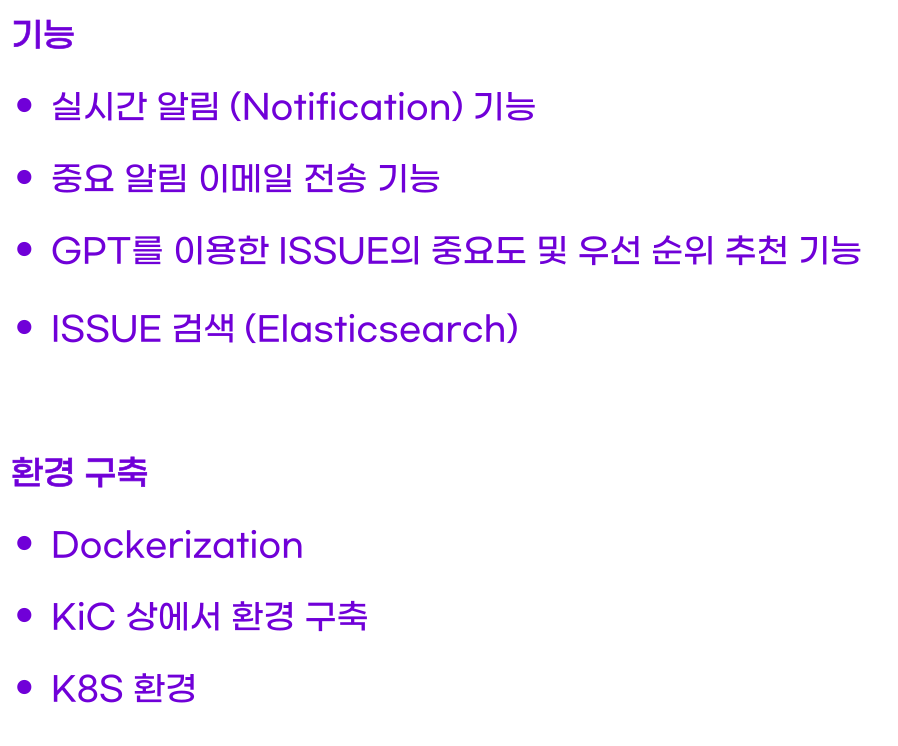 기능
• 실시간 알림 (Notification) 기능
• 중요 알림 이메일 전송 기능
• GPT를 이용한 ISSUE의 중요도 및 우선 순위 추천 기능
• ISSUE 검색 (Elasticsearch)
환경 구축
• Dockerization
• KiC 상에서 환경 구축
• K8S 환경